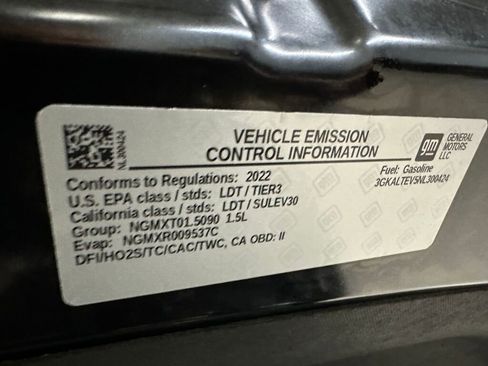 NL300424
VEHICLE EMISSION
CONTROL INFORMATION
gm
GENERAL
MOTORS
LLC
Fuel: Gasoline
3GKALTEV5NL300424
Conforms to Regulations: 2022
U.S. EPA class / stds: LDT / TIER3
California class / stds: LDT / SULEV30
Group: NGMXT01.5090 1.5L
Evap: NGMXR009537C
DFI/HO2S/TC/CAC/TWC, CA OBD: II